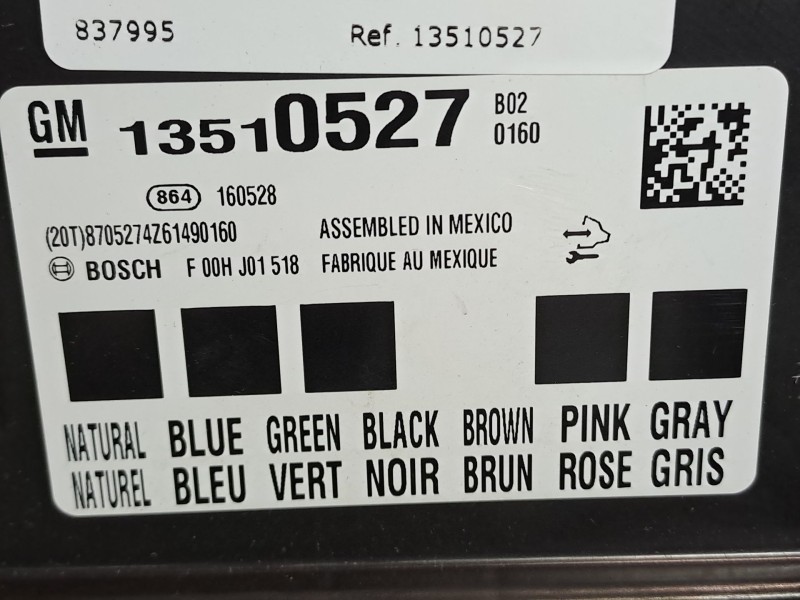 837995 Ref. 13510527
GM 13510527 B02
0160
864 160528
(20T)8705274Z61490160 ASSEMBLED IN MEXICO
BOSCH F 00H J01 518 FABRIQUE AU MEXIQUE
NATURAL BLUE GREEN BLACK BROWN PINK GRAY
NATUREL BLEU VERT NOIR BRUN ROSE GRIS